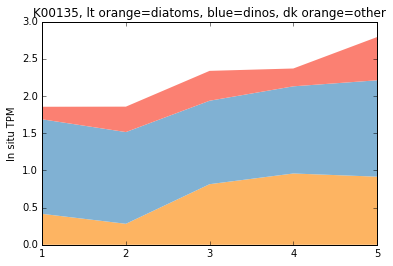 K00135, lt orange=diatoms, blue=dinos, dk orange=other
3.0
2.5
2.0
1.5
1.0
0.5
0.0
In situ TPM
1 2 3 4 5